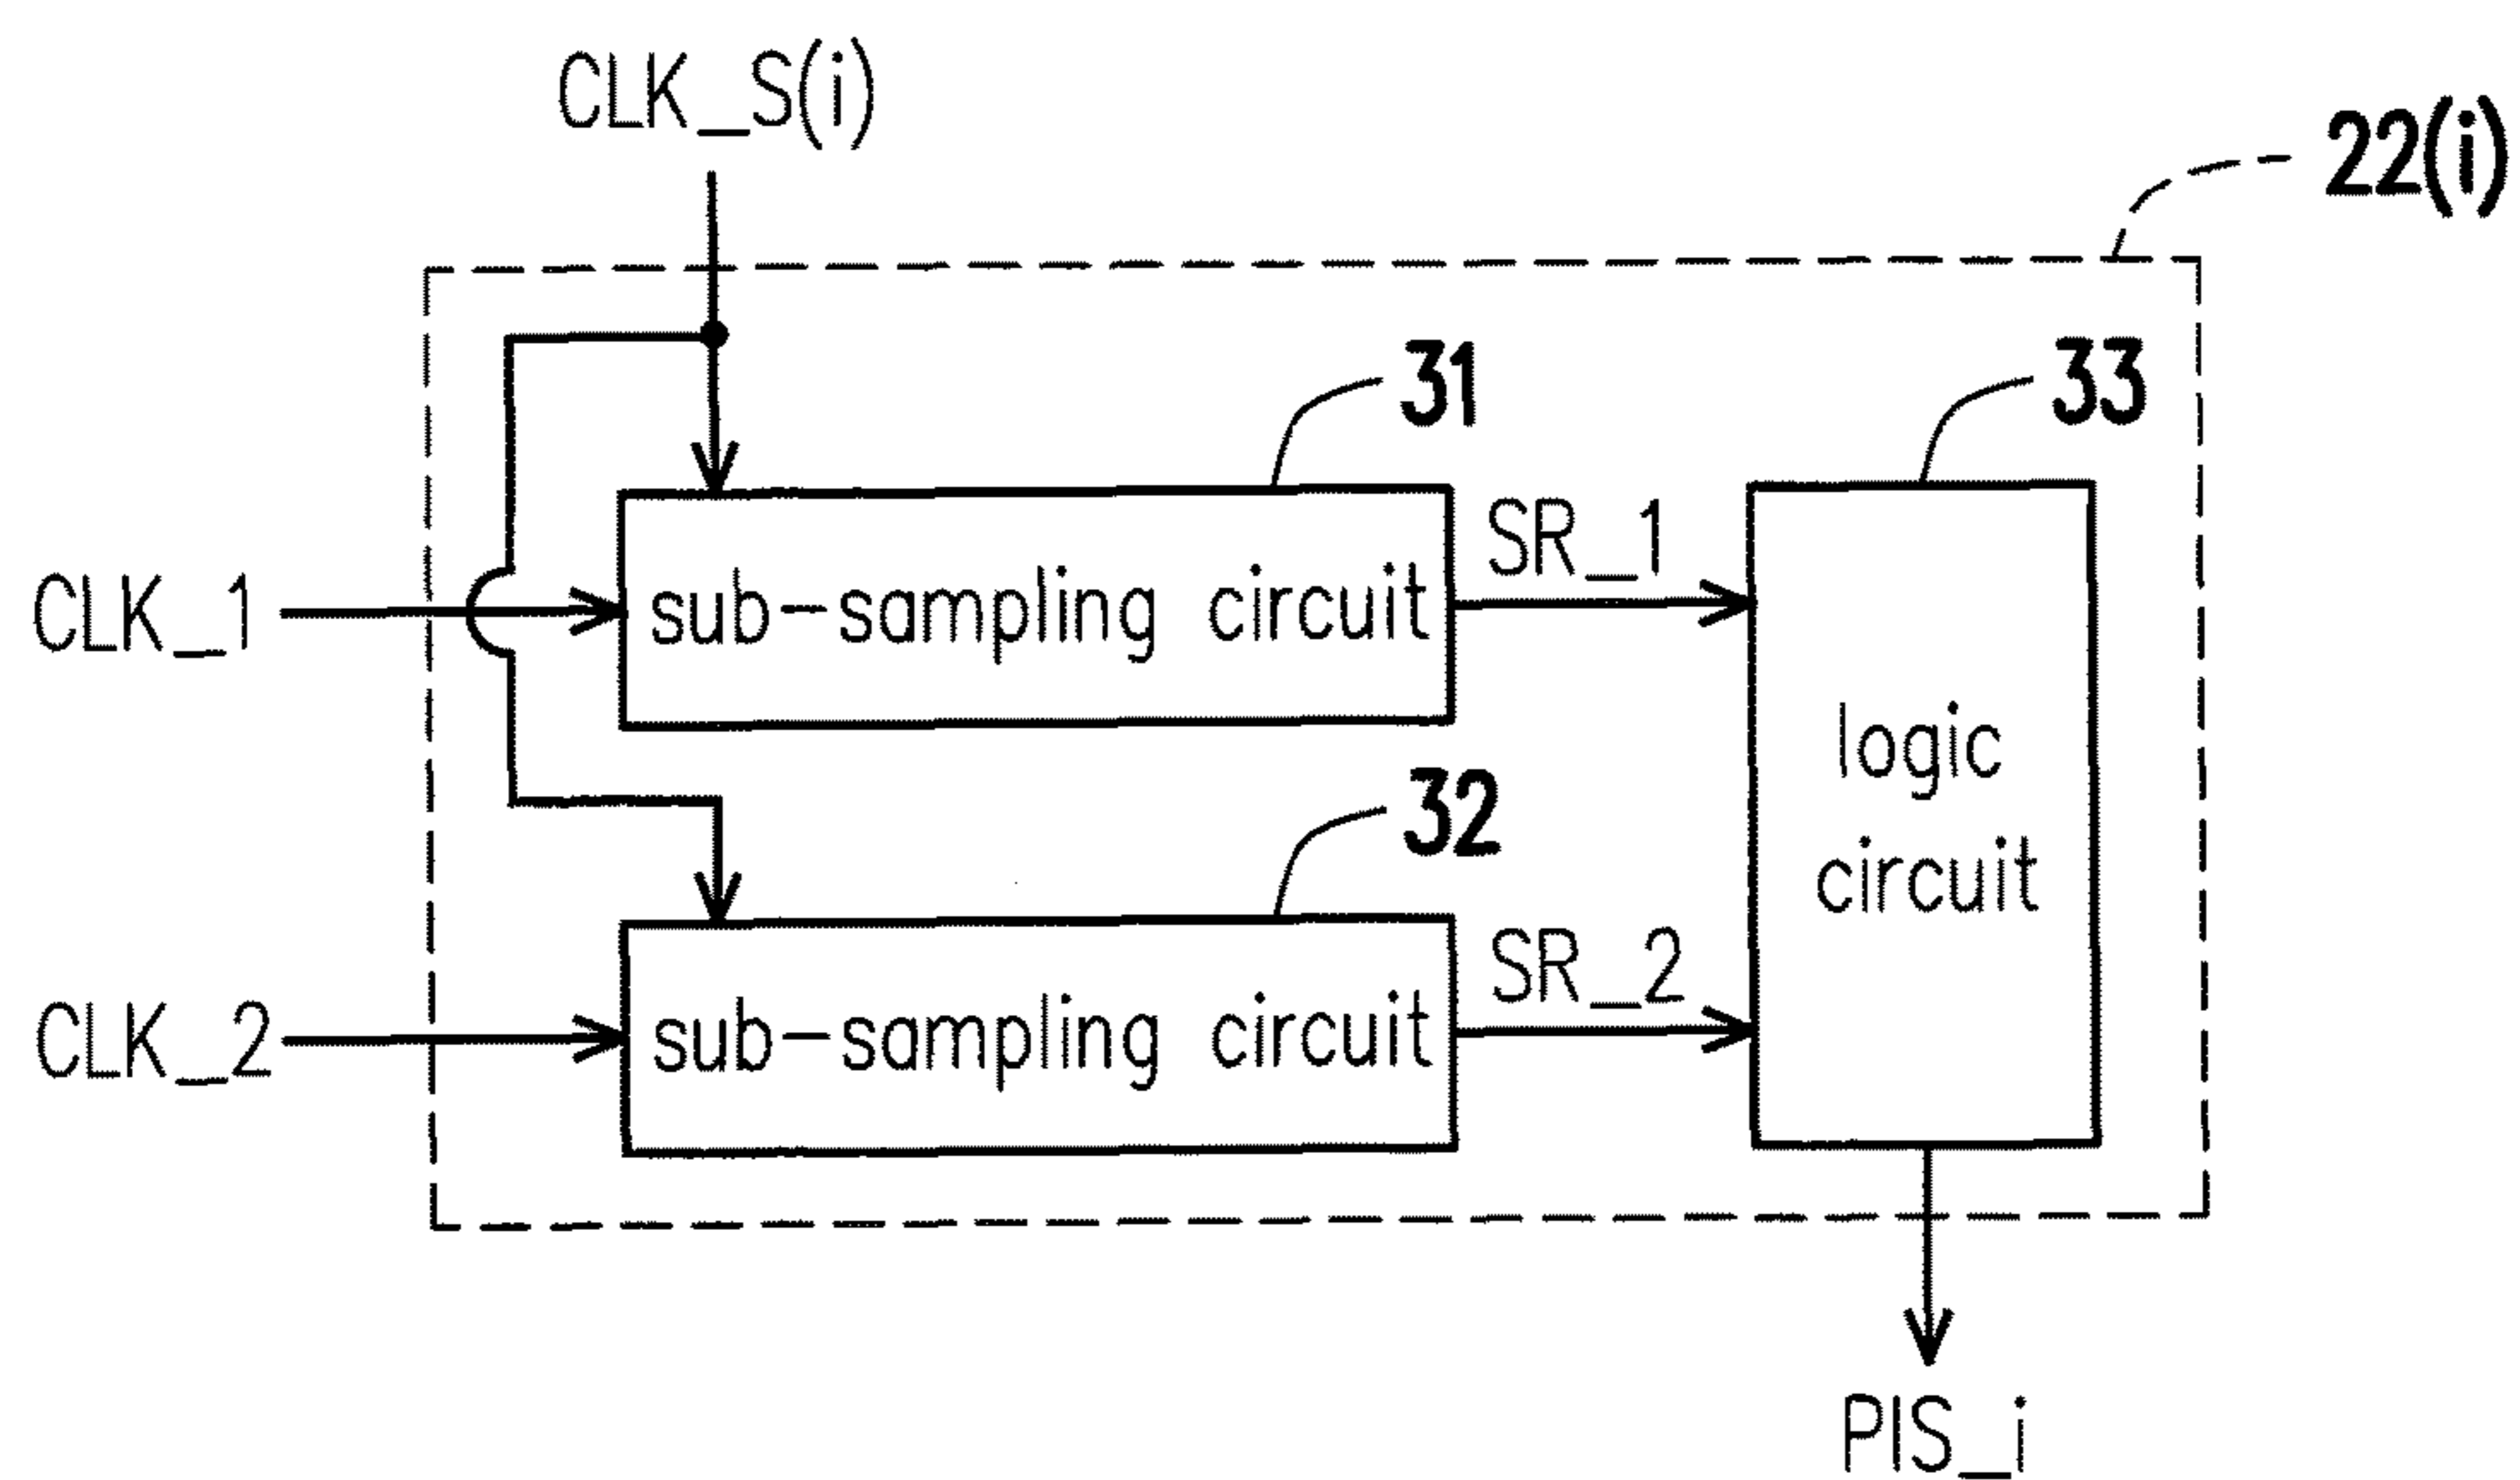 CLK_S(i)
22(i)
31
33
CLK_1
sub-sampling circuit
SR_1
logic
circuit
32
CLK_2
sub-sampling circuit
SR_2
PIS_i